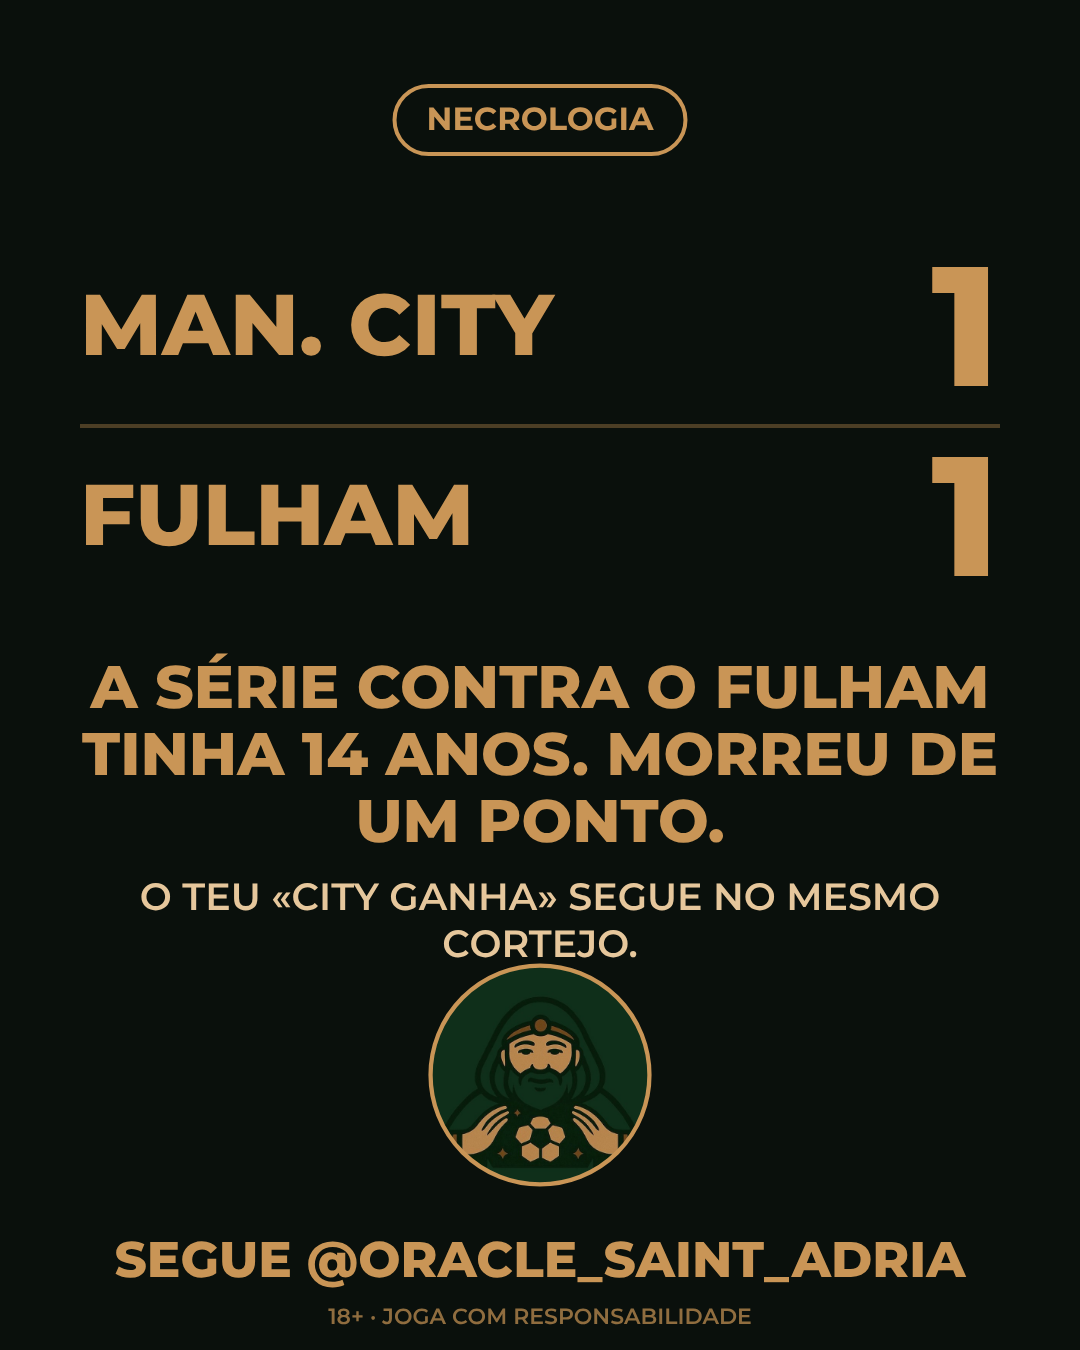 NECROLOGIA
MAN. CITY 1
FULHAM 1
A SÉRIE CONTRA O FULHAM
TINHA 14 ANOS. MORREU DE
UM PONTO.
O TEU «CITY GANHA» SEGUE NO MESMO
CORTEJO.
SEGUE @ORACLE_SAINT_ADRIA
18+ · JOGA COM RESPONSABILIDADE